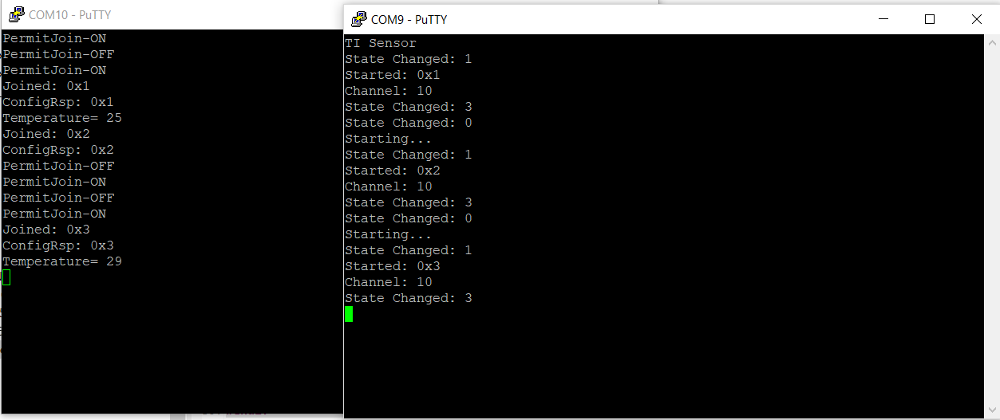 COM10 - PuTTY
PermitJoin-ON
PermitJoin-OFF
PermitJoin-ON
Joined: 0x1
ConfigRsp: 0x1
Temperature= 25
Joined: 0x2
ConfigRsp: 0x2
PermitJoin-OFF
PermitJoin-ON
PermitJoin-OFF
PermitJoin-ON
Joined: 0x3
ConfigRsp: 0x3
Temperature= 29
COM9 - PuTTY
TI Sensor
State Changed: 1
Started: 0x1
Channel: 10
State Changed: 3
State Changed: 0
Starting...
State Changed: 1
Started: 0x2
Channel: 10
State Changed: 3
State Changed: 0
Starting...
State Changed: 1
Started: 0x3
Channel: 10
State Changed: 3